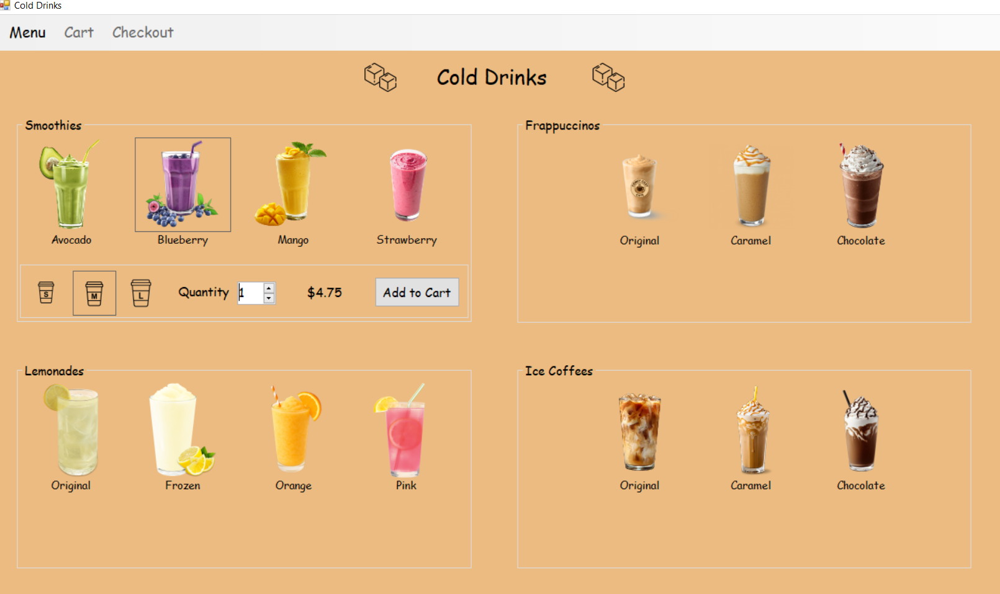 Cold Drinks
Menu Cart Checkout
Cold Drinks
Smoothies
Avocado Blueberry Mango Strawberry
S M L Quantity 1 $4.75 Add to Cart
Frappuccinos
Original Caramel Chocolate
Lemonades
Original Frozen Orange Pink
Ice Coffees
Original Caramel Chocolate